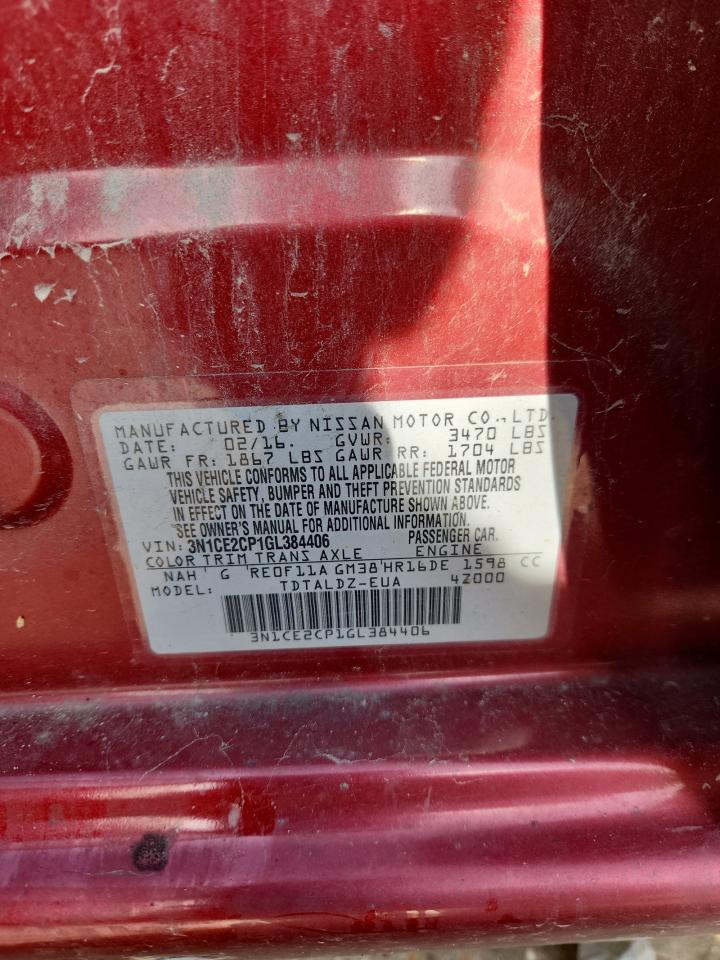 MANUFACTURED BY NISSAN MOTOR CO., LTD.
DATE: 02/16. GVWR: 3470 LBS
GAWR FR: 1867 LBS GAWR RR: 1704 LBS
THIS VEHICLE CONFORMS TO ALL APPLICABLE FEDERAL MOTOR
VEHICLE SAFETY, BUMPER AND THEFT PREVENTION STANDARDS
IN EFFECT ON THE DATE OF MANUFACTURE SHOWN ABOVE.
SEE OWNER'S MANUAL FOR ADDITIONAL INFORMATION.
VIN: 3N1CE2CP1GL384406 PASSENGER CAR.
COLOR TRIM TRANS AXLE ENGINE
NAH G RE0F11A GM38 HR16DE 1598 CC
MODEL: TDTALDZ-EUA 4Z000
3N1CE2CP1GL384406